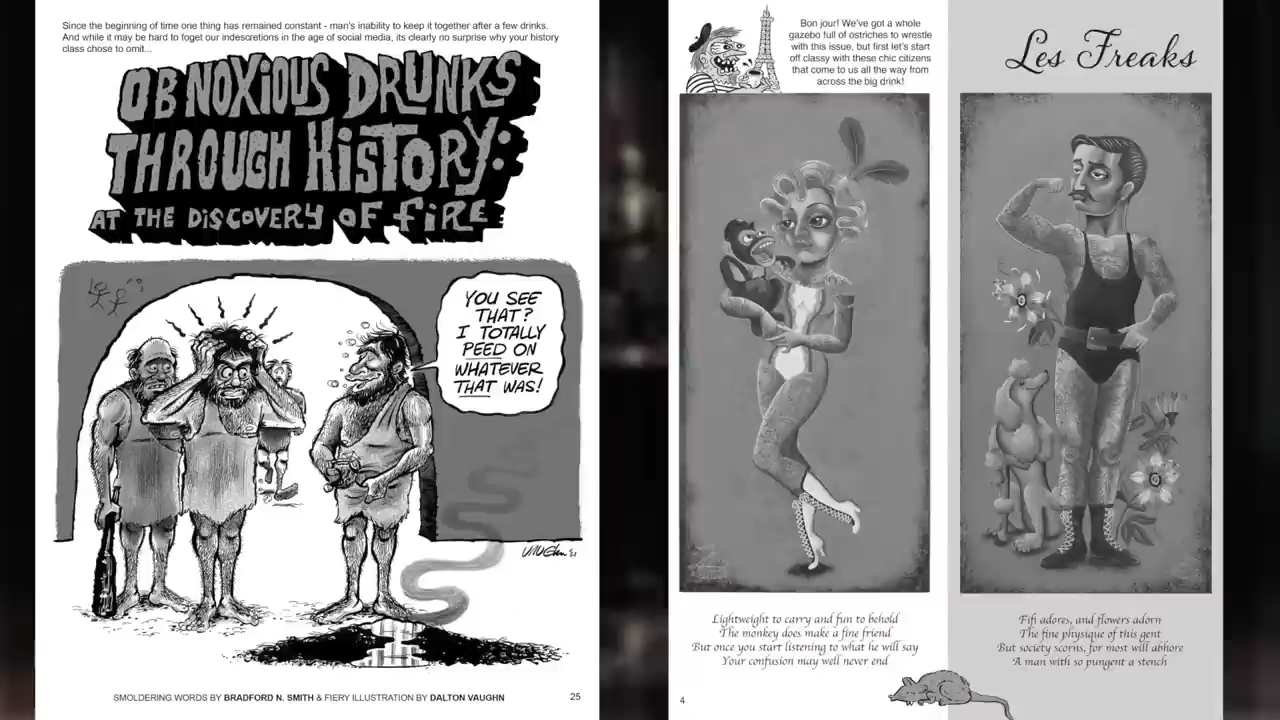 Since the beginning of time one thing has remained constant - man's inability to keep it together after a few drinks.
And while it may be hard to foget our indescretions in the age of social media, its clearly no surprise why your history
class chose to omit...
OBNOXIOUS DRUNKS
THROUGH HISTORY:
AT THE DISCOVERY OF FIRE
YOU SEE
THAT?
I TOTALLY
PEED ON
WHATEVER
THAT WAS!
VAUGHN '21
SMOLDERING WORDS BY BRADFORD N. SMITH & FIERY ILLUSTRATION BY DALTON VAUGHN
25
Bon jour! We've got a whole
gazebo full of ostriches to wrestle
with this issue, but first let's start
off classy with these chic citizens
that come to us all the way from
across the big drink!
Les Freaks
Lightweight to carry and fun to behold
The monkey does make a fine friend
But once you start listening to what he will say
Your confusion may well never end
4
Fifi adores, and flowers adorn
The fine physique of this gent
But society scorns, for most will abhore
A man with so pungent a stench